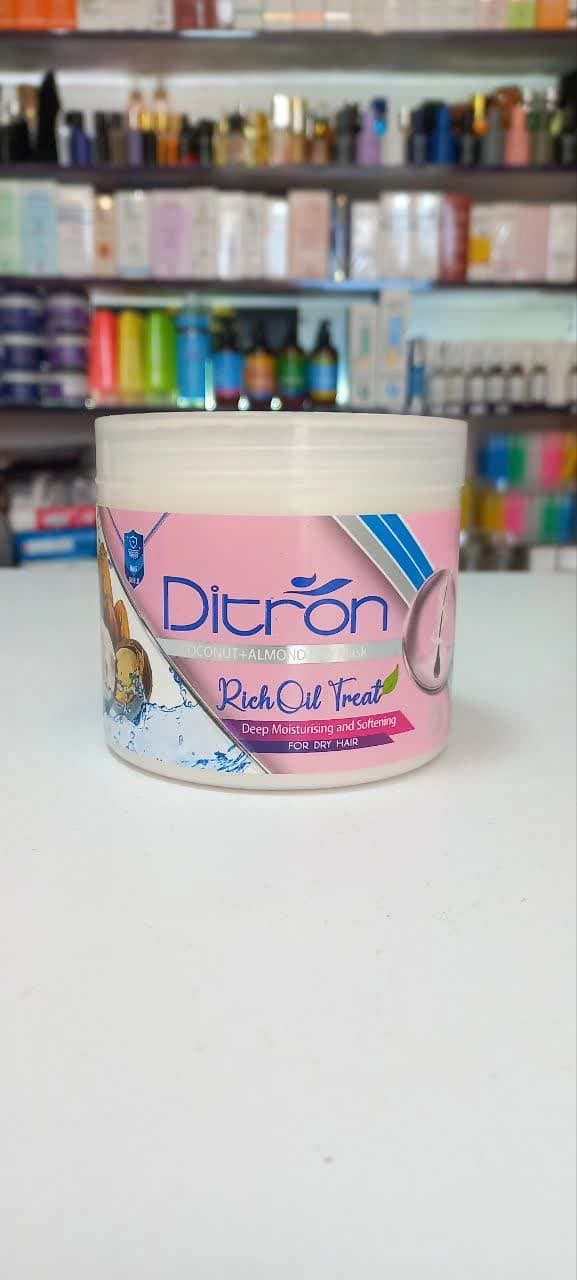 Ditron
COCONUT+ALMOND
Rich Oil Treat
Deep Moisturising and Softening
FOR DRY HAIR